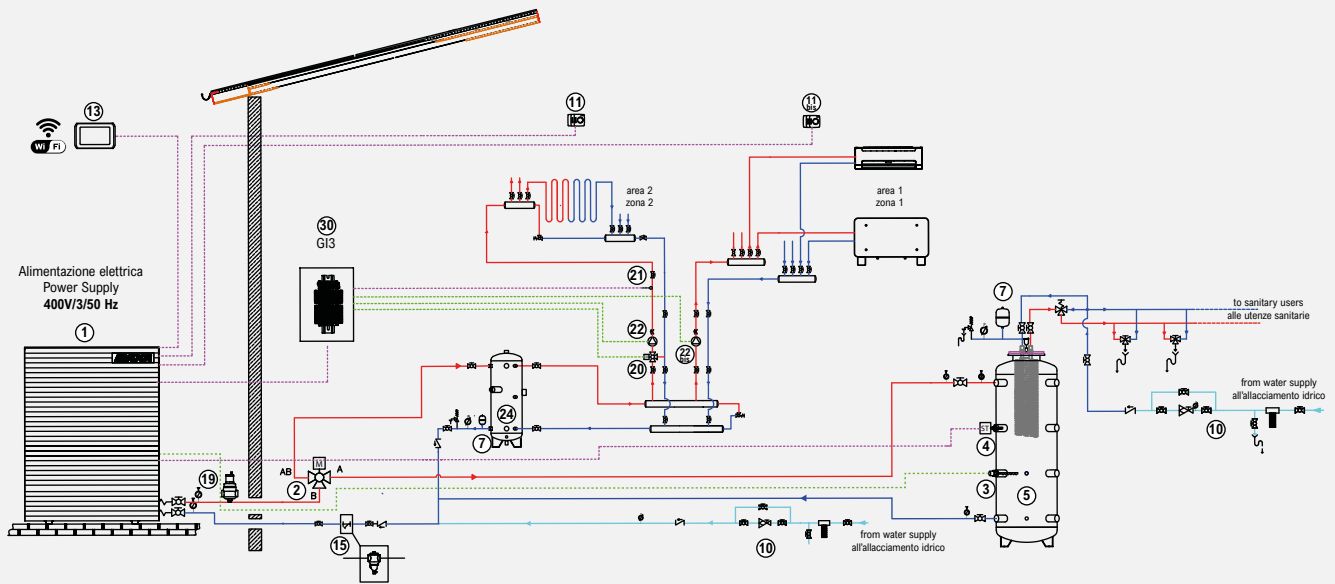 13
Wi Fi
11
11
bis
area 2
zona 2
area 1
zona 1
30
GI3
Alimentazione elettrica
Power Supply
400V/3/50 Hz
1
21
22
22
bis
20
7
to sanitary users
alle utenze sanitarie
from water supply
all'allacciamento idrico
10
24
7
ST
4
AB
M
A
2
B
19
3
5
15
10
from water supply
all'allacciamento idrico